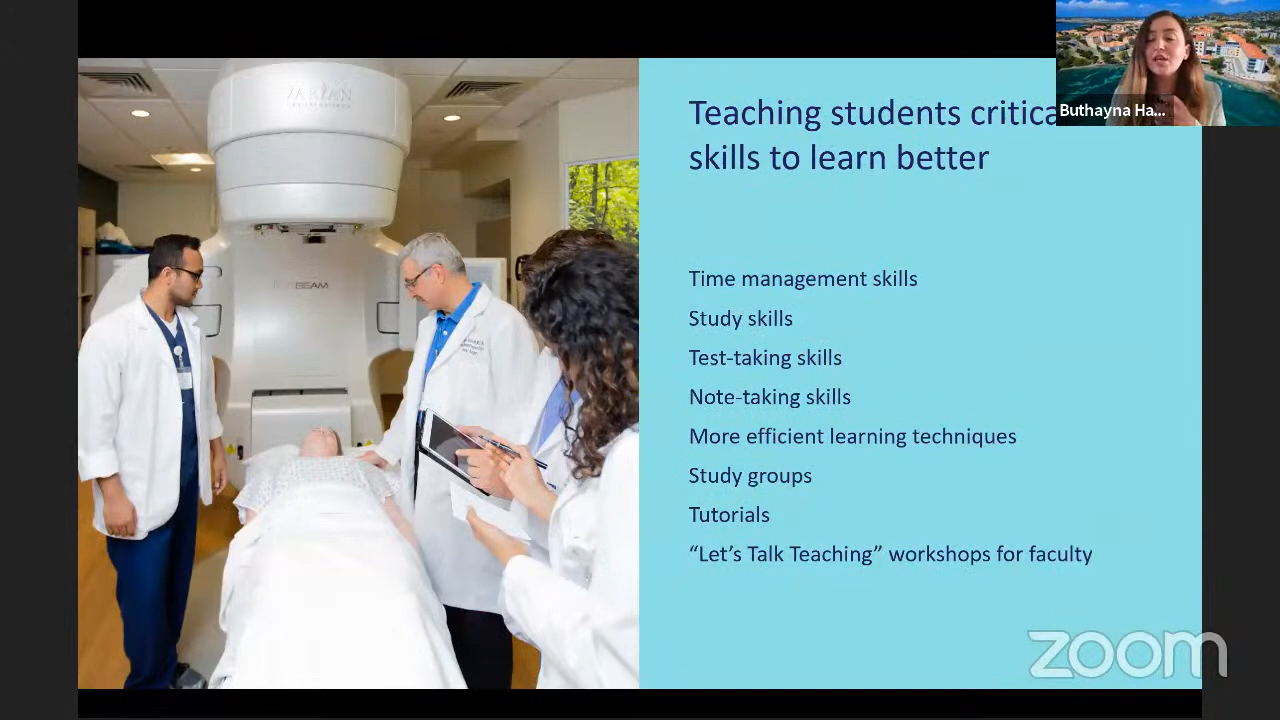 Teaching students critica
skills to learn better
Buthayna Ha...
Time management skills
Study skills
Test-taking skills
Note-taking skills
More efficient learning techniques
Study groups
Tutorials
“Let’s Talk Teaching” workshops for faculty
VARIAN
BEAM
zoom